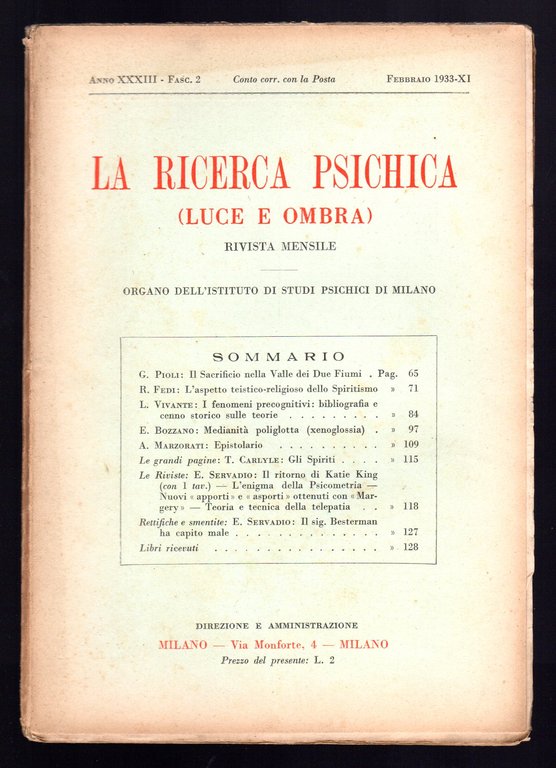 ANNO XXXIII - FASC. 2 Conto corr. con la Posta FEBBRAIO 1933-XI
LA RICERCA PSICHICA
(LUCE E OMBRA)
RIVISTA MENSILE
ORGANO DELL'ISTITUTO DI STUDI PSICHICI DI MILANO
SOMMARIO
G. PIOLI: Il Sacrificio nella Valle dei Due Fiumi . Pag. 65
R. FEDI: L'aspetto teistico-religioso dello Spiritismo » 71
L. VIVANTE: I fenomeni precognitivi: bibliografia e
cenno storico sulle teorie . . . . . . . . . » 84
E. BOZZANO: Medianità poliglotta (xenoglossia) . » 97
A. MARZORATI: Epistolario . . . . . . . . . . » 109
Le grandi pagine: T. CARLYLE: Gli Spiriti . . . . » 115
Le Riviste: E. SERVADIO: Il ritorno di Katie King
(con 1 tav.) — L'enigma della Psicometria —
Nuovi « apporti » e « asporti » ottenuti con « Mar-
gery » — Teoria e tecnica della telepatia . . » 118
Rettifiche e smentite: E. SERVADIO: Il sig. Besterman
ha capito male . . . . . . . . . . . . . . . » 127
Libri ricevuti . . . . . . . . . . . . . . . . . » 128
DIREZIONE E AMMINISTRAZIONE
MILANO — Via Monforte, 4 — MILANO
Prezzo del presente: L. 2